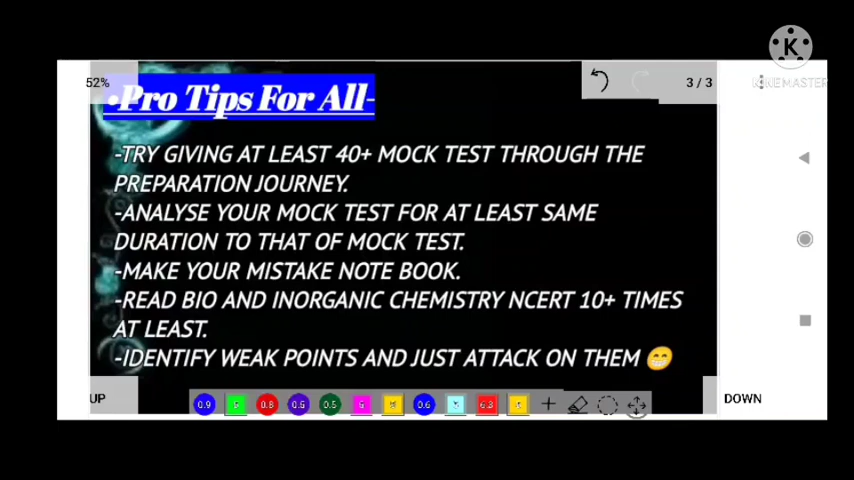 K
KINEMASTER
52%
3 / 3
•Pro Tips For All-
-TRY GIVING AT LEAST 40+ MOCK TEST THROUGH THE
PREPARATION JOURNEY.
-ANALYSE YOUR MOCK TEST FOR AT LEAST SAME
DURATION TO THAT OF MOCK TEST.
-MAKE YOUR MISTAKE NOTE BOOK.
-READ BIO AND INORGANIC CHEMISTRY NCERT 10+ TIMES
AT LEAST.
-IDENTIFY WEAK POINTS AND JUST ATTACK ON THEM 😁
UP
DOWN
0.9 0.8 0.5 0.5 0.6 6.3